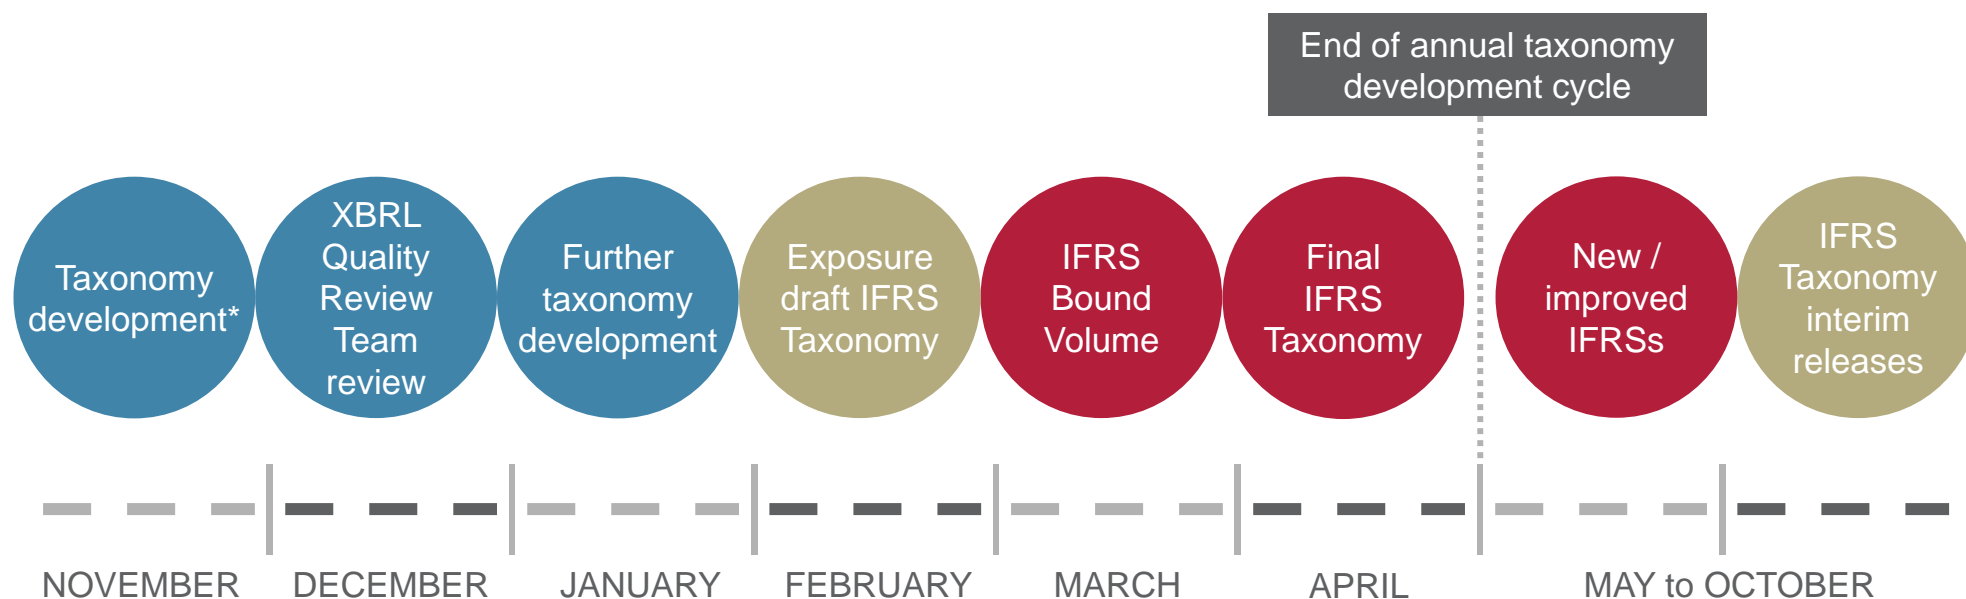 End of annual taxonomy
development cycle
Taxonomy
development*
XBRL
Quality
Review
Team
review
Further
taxonomy
development
Exposure
draft IFRS
Taxonomy
IFRS
Bound
Volume
Final
IFRS
Taxonomy
New /
improved
IFRSs
IFRS
Taxonomy
interim
releases
NOVEMBER
DECEMBER
JANUARY
FEBRUARY
MARCH
APRIL
MAY to OCTOBER